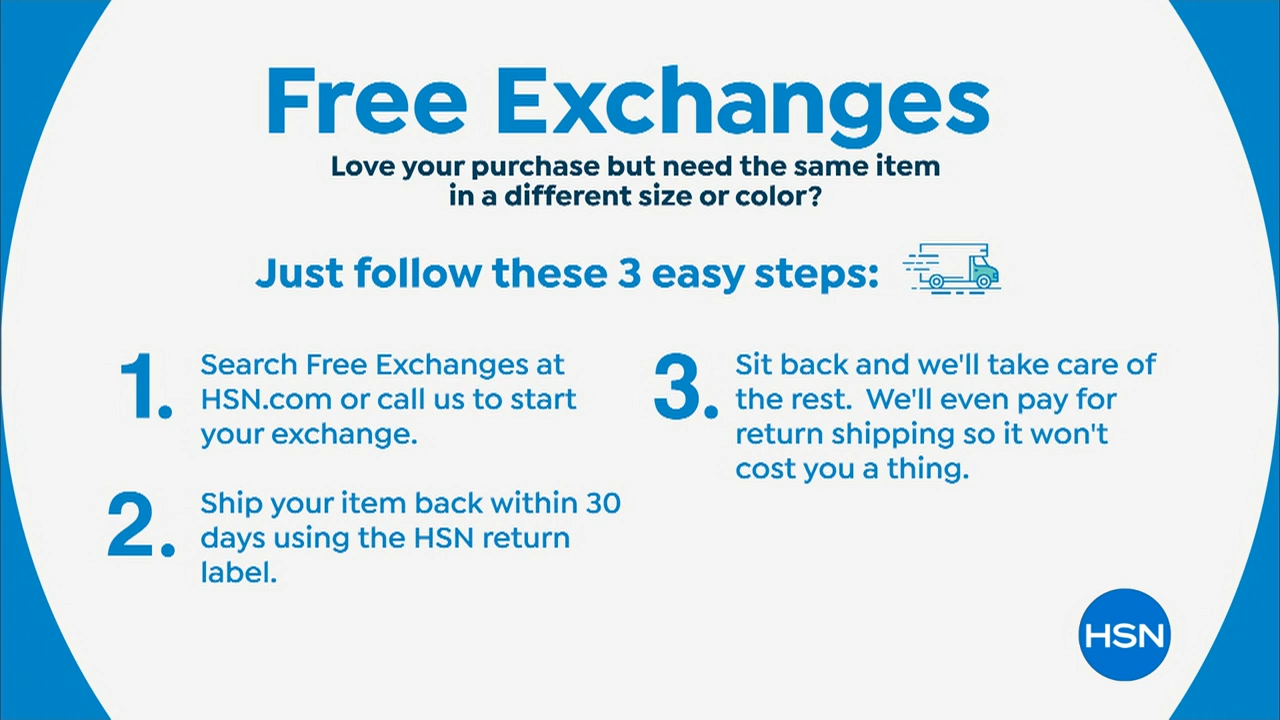 Free Exchanges
Love your purchase but need the same item
in a different size or color?
Just follow these 3 easy steps:
1.
Search Free Exchanges at
HSN.com or call us to start
your exchange.
2.
Ship your item back within 30
days using the HSN return
label.
3.
Sit back and we'll take care of
the rest.  We'll even pay for
return shipping so it won't
cost you a thing.
HSN